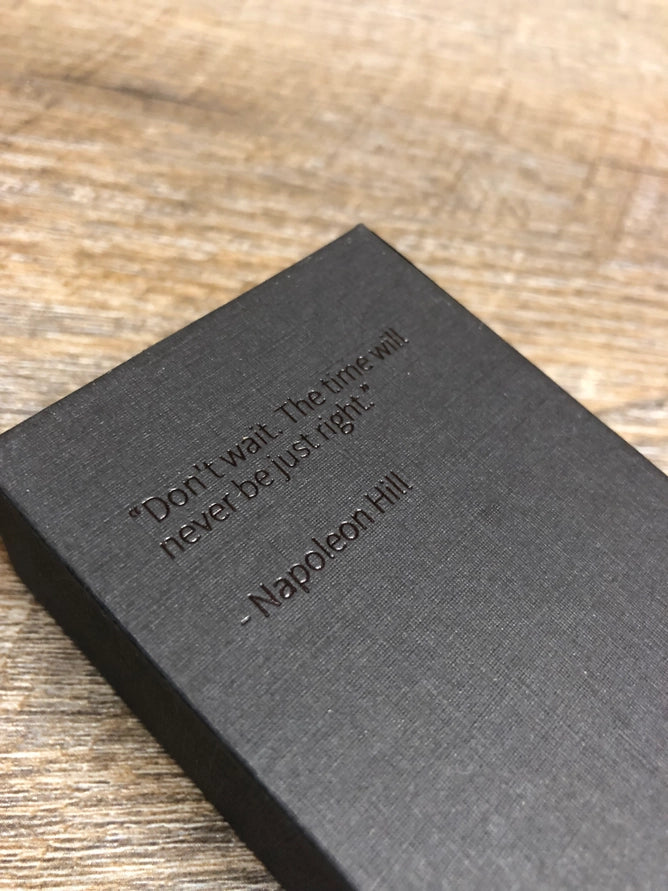 “Don't wait. The time will
never be just right.”
- Napoleon Hill